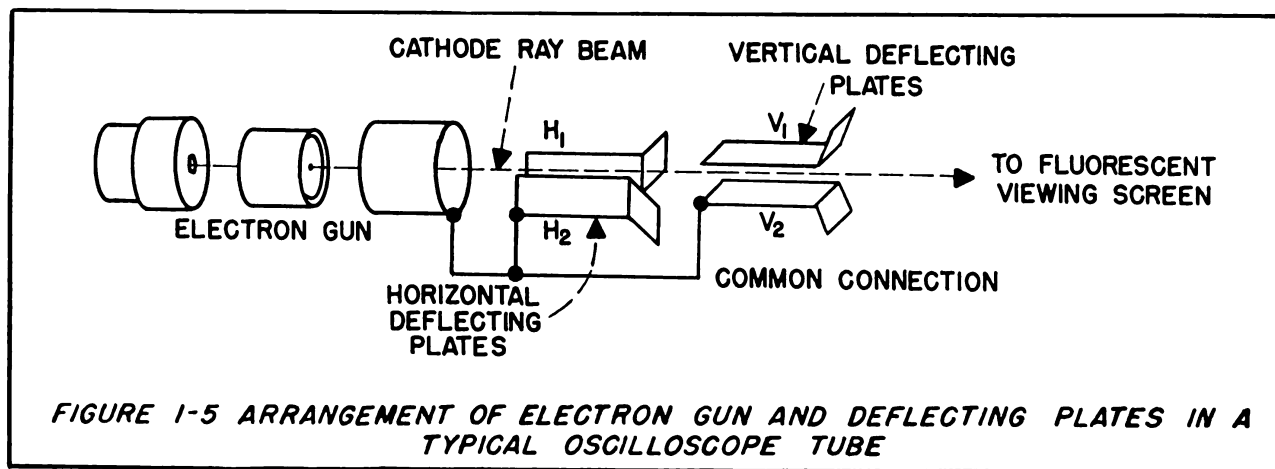 CATHODE RAY BEAM
VERTICAL DEFLECTING
PLATES
H1
V1
TO FLUORESCENT
VIEWING SCREEN
ELECTRON GUN
H2
V2
COMMON CONNECTION
HORIZONTAL
DEFLECTING
PLATES
FIGURE 1-5 ARRANGEMENT OF ELECTRON GUN AND DEFLECTING PLATES IN A
TYPICAL OSCILLOSCOPE TUBE